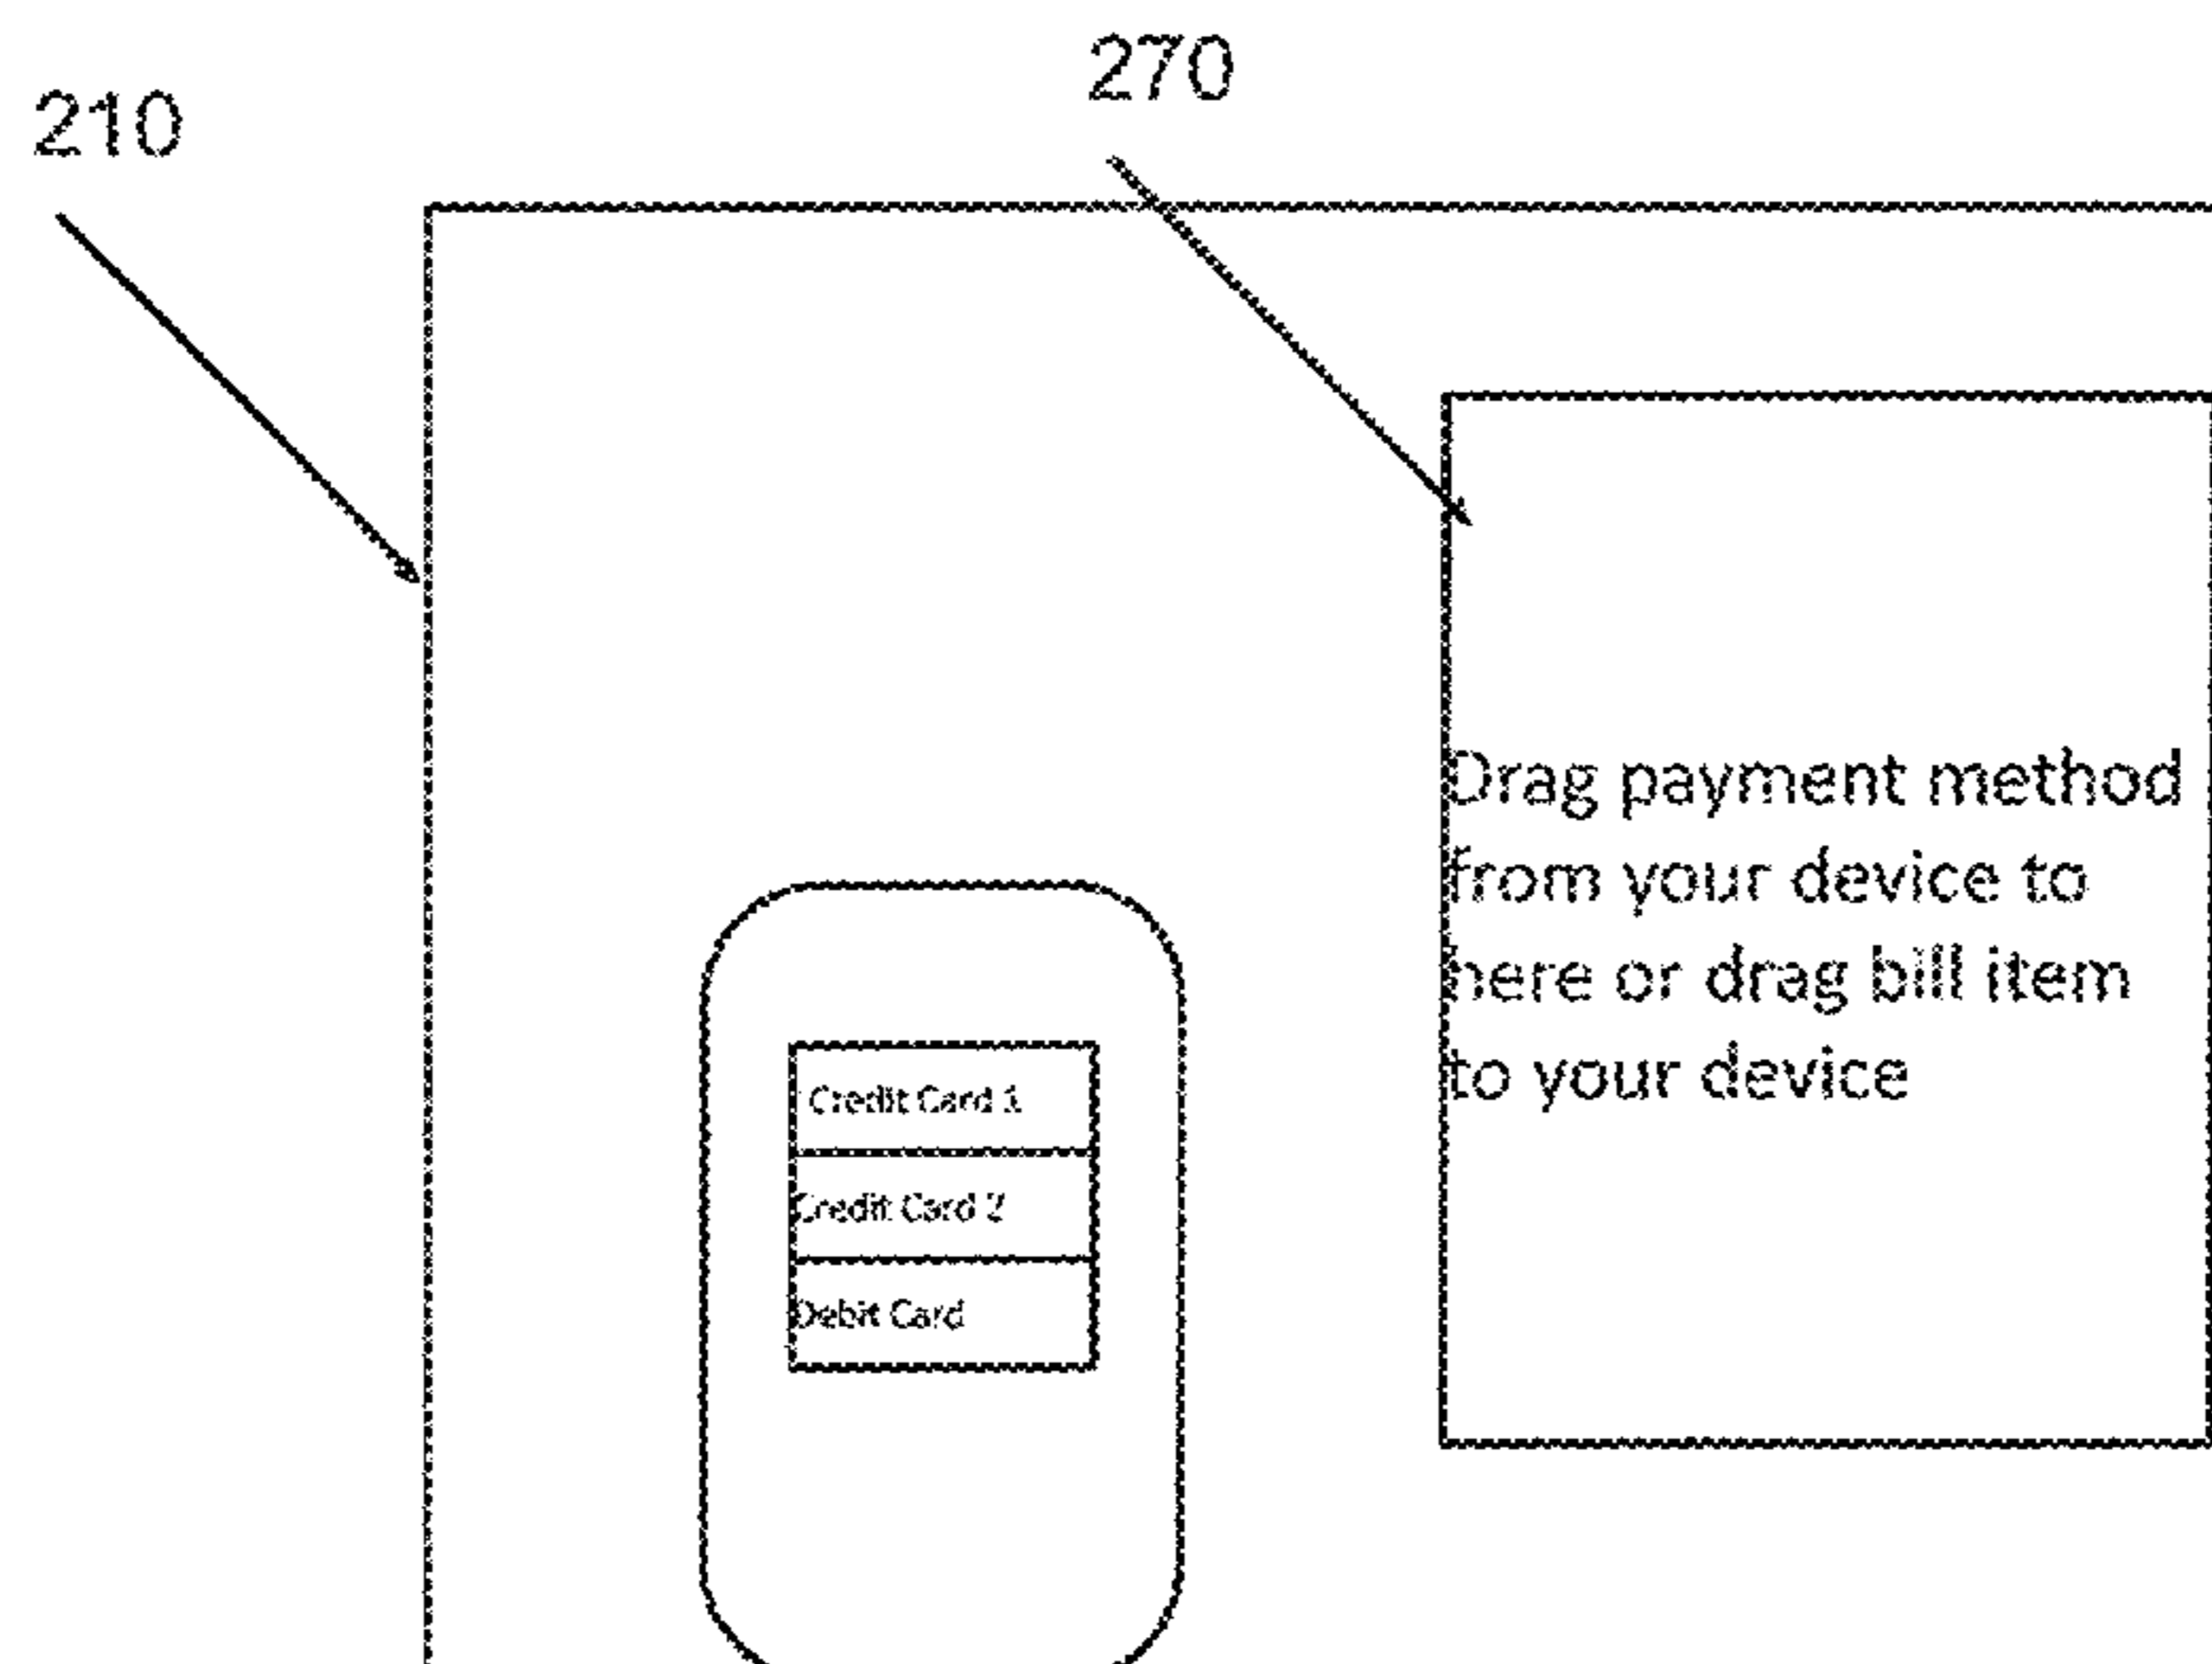 270
210
Drag payment method
from your device to
here or drag bill item
to your device
Credit Card 1
Credit Card 2
Debit Card